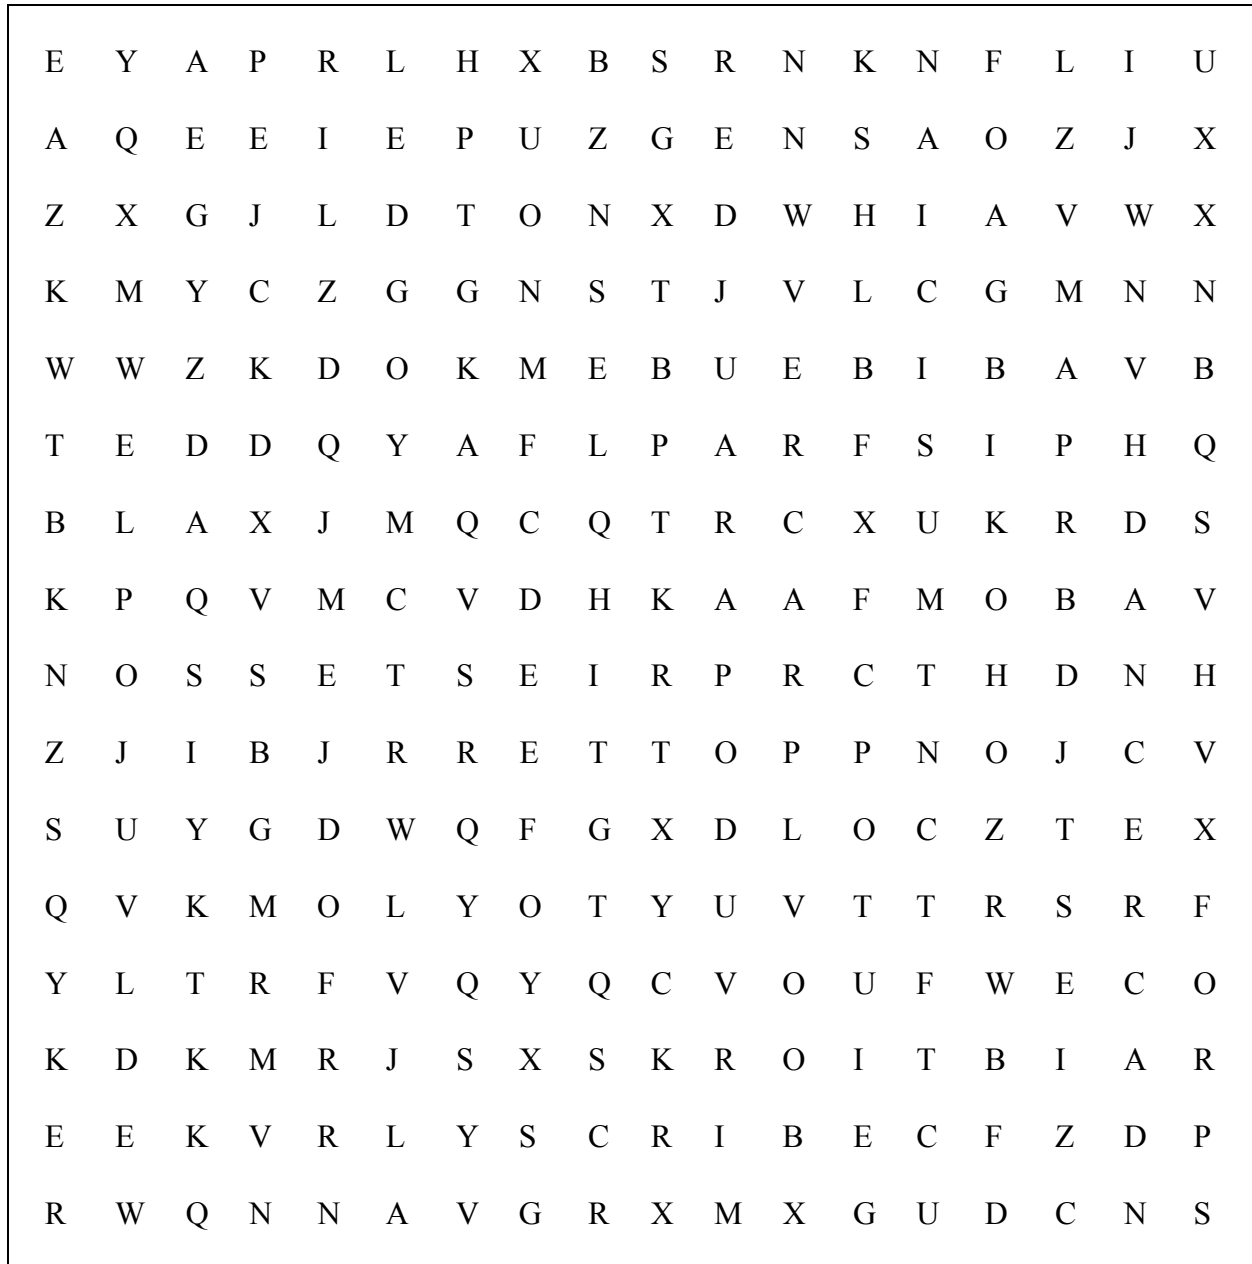 E Y A P R L H X B S R N K N F L I U
A Q E E I E P U Z G E N S A O Z J X
Z X G J L D T O N X D W H I A V W X
K M Y C Z G G N S T J V L C G M N N
W W Z K D O K M E B U E B I B A V B
T E D D Q Y A F L P A R F S I P H Q
B L A X J M Q C Q T R C X U K R D S
K P Q V M C V D H K A A F M O B A V
N O S S E T S E I R P R C T H D N H
Z J I B J R R E T T O P P N O J C V
S U Y G D W Q F G X D L O C Z T E X
Q V K M O L Y O T Y U V T T R S R F
Y L T R F V Q Y Q C V O U F W E C O
K D K M R J S X S K R O I T B I A R
E E K V R L Y S C R I B E C F Z D P
R W Q N N A V G R X M X G U D C N S